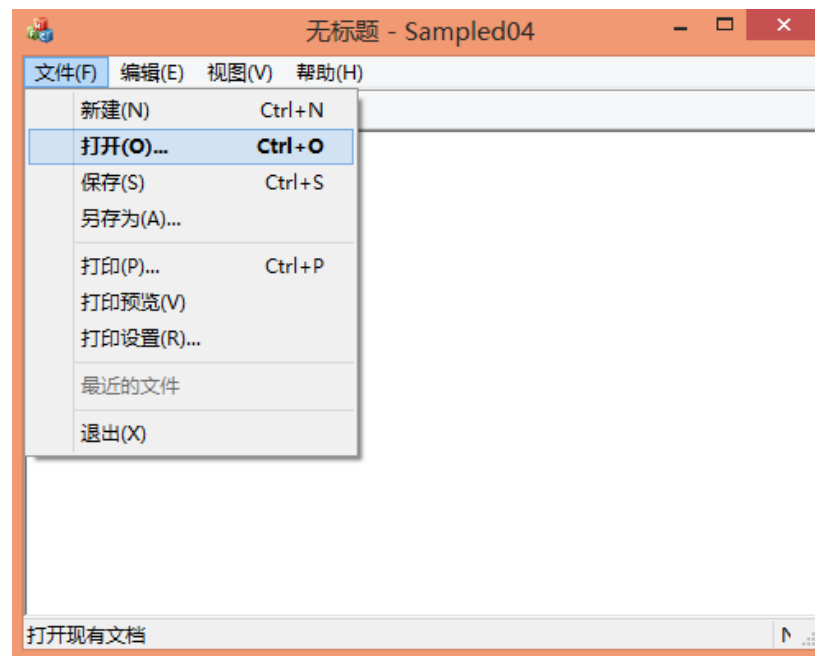 无标题 - Sampled04
文件(F) 编辑(E) 视图(V) 帮助(H)
新建(N) Ctrl+N
打开(O)... Ctrl+O
保存(S) Ctrl+S
另存为(A)...
打印(P)... Ctrl+P
打印预览(V)
打印设置(R)...
最近的文件
退出(X)
打开现有文档